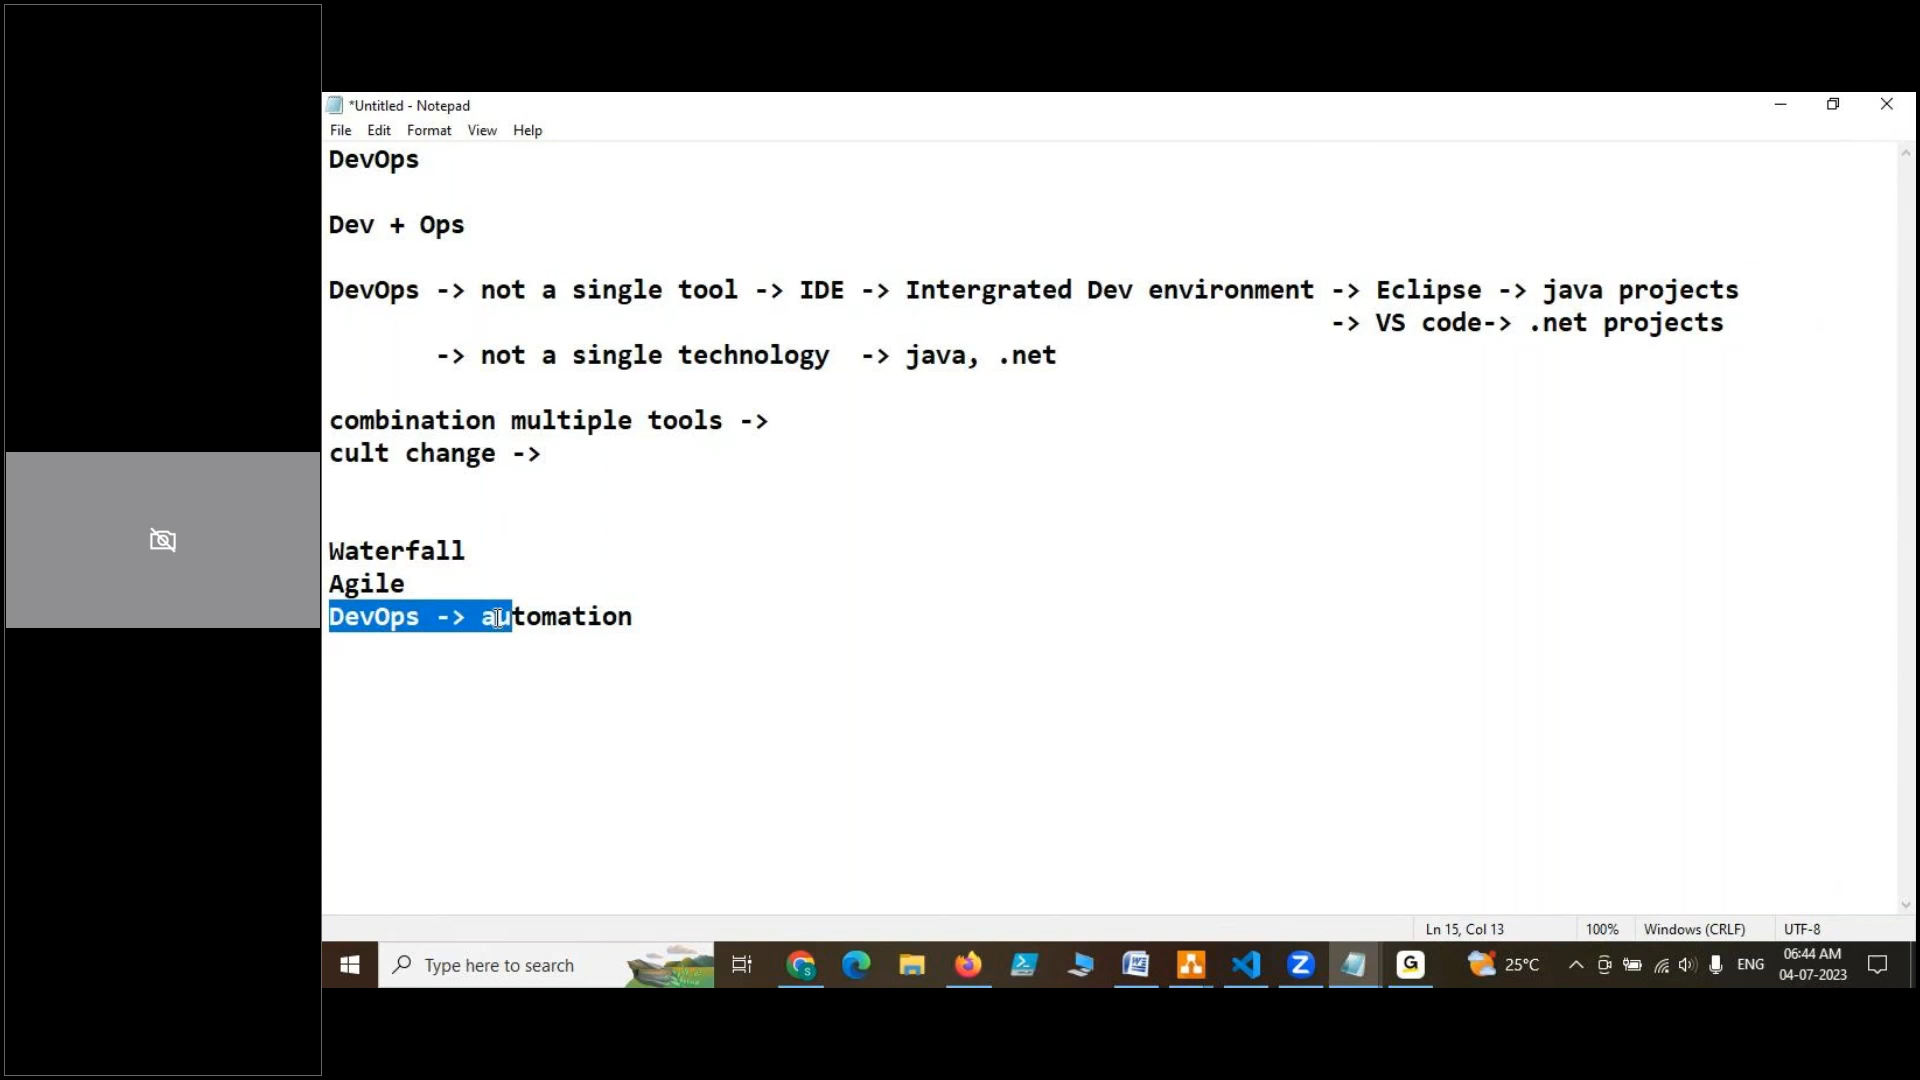 *Untitled - Notepad
File Edit Format View Help
DevOps
Dev + Ops
DevOps -> not a single tool -> IDE -> Intergrated Dev environment -> Eclipse -> java projects
-> VS code-> .net projects
-> not a single technology -> java, .net
combination multiple tools ->
cult change ->
Waterfall
Agile
DevOps -> automation
Ln 15, Col 13 100% Windows (CRLF) UTF-8
Type here to search 25°C ENG 06:44 AM
04-07-2023